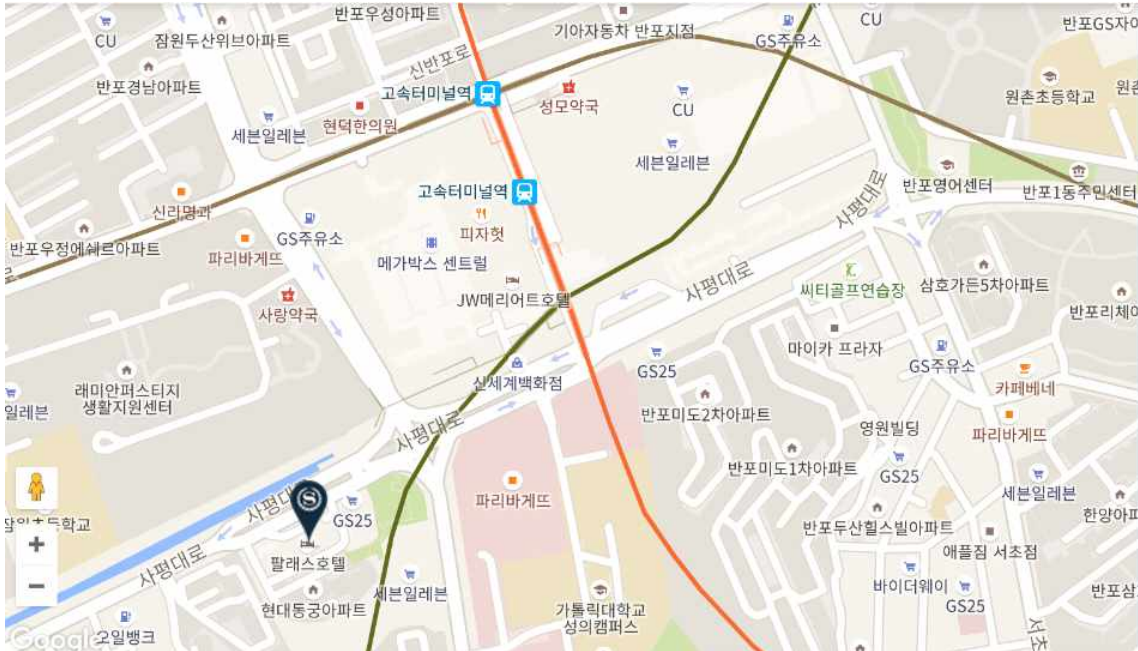 CU
잠원두산위브아파트
반포우성아파트
기아자동차 반포지점
GS주유소
CU
반포GS자이
반포경남아파트
신반포로
고속터미널역
성모약국
CU
원촌초등학교
세븐일레븐
현덕한의원
세븐일레븐
고속터미널역
반포영어센터
반포1동주민센터
신라명과
피자헛
사평대로
반포우정에쉐르아파트
GS주유소
파리바게뜨
메가박스 센트럴
JW메리어트호텔
사평대로
씨티골프연습장
삼호가든5차아파트
사랑약국
반포리체아
마이카 프라자
GS25
GS주유소
신세계백화점
래미안퍼스티지
생활지원센터
카페베네
일레븐
반포미도2차아파트
영원빌딩
파리바게뜨
사평대로
반포미도1차아파트
GS25
파리바게뜨
세븐일레븐
사평대로
S
GS25
한양아파
잠원초등학교
반포두산힐스빌아파트
팔래스호텔
애플짐 서초점
사평대로
세븐일레븐
바이더웨이
현대동궁아파트
가톨릭대학교
성의캠퍼스
GS25
반포삼
오일뱅크
서초
Google